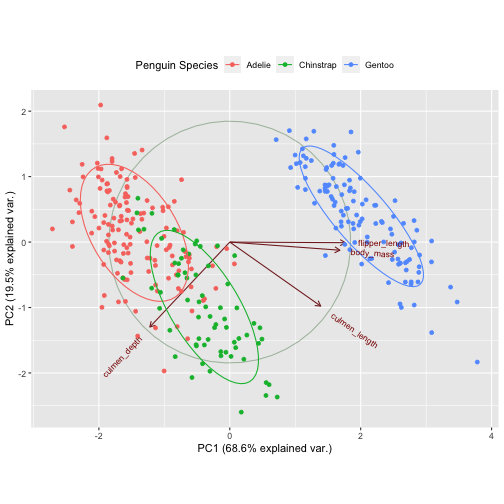 Penguin Species Adelie Chinstrap Gentoo
PC2 (19.5% explained var.)
2
1
0
-1
-2
flipper_length
body_mass
culmen_length
culmen_depth
-2 0 2 4
PC1 (68.6% explained var.)